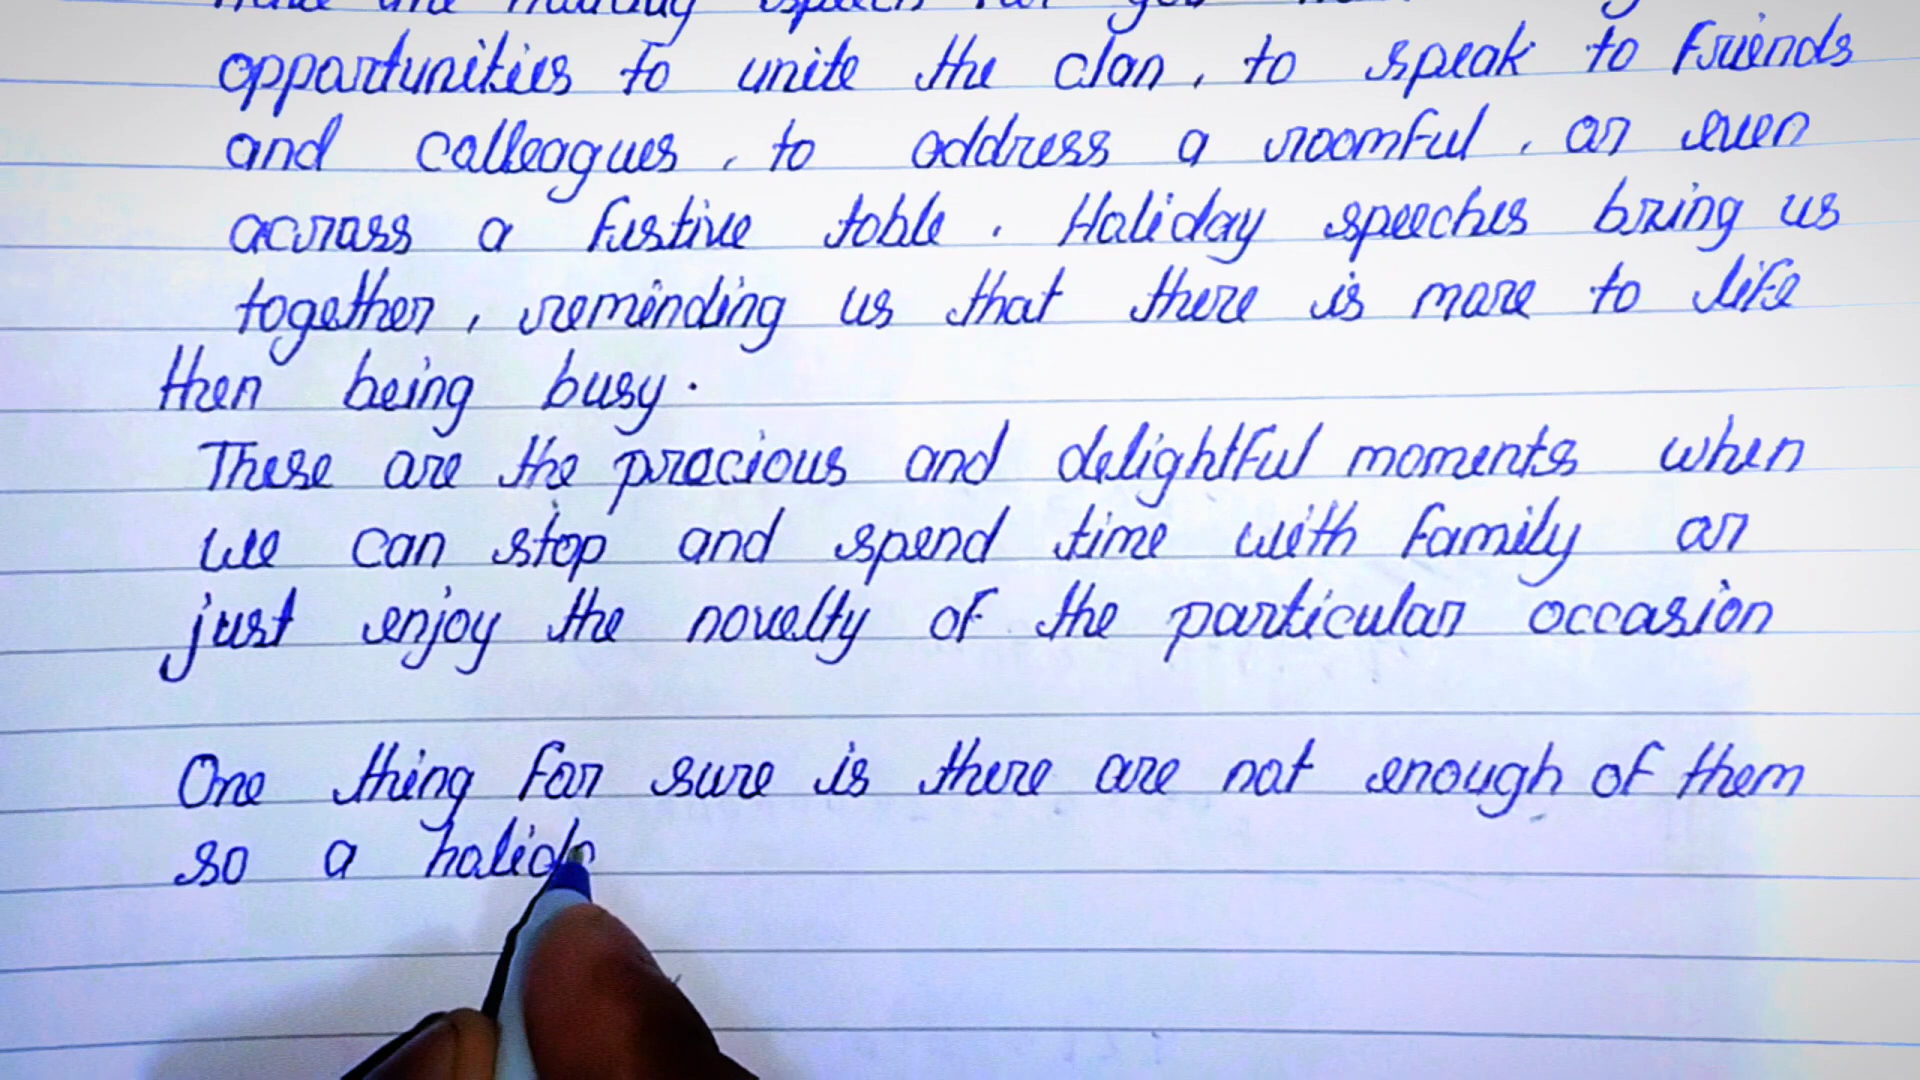 opportunities to unite the clan, to speak to friends
and colleagues, to address a roomful, or even
across a festive table. Holiday speeches bring us
together, reminding us that there is more to life
then being busy.
These are the precious and delightful moments when
we can stop and spend time with family or
just enjoy the novelty of the particular occasion
One thing for sure is there are not enough of them
so a holida